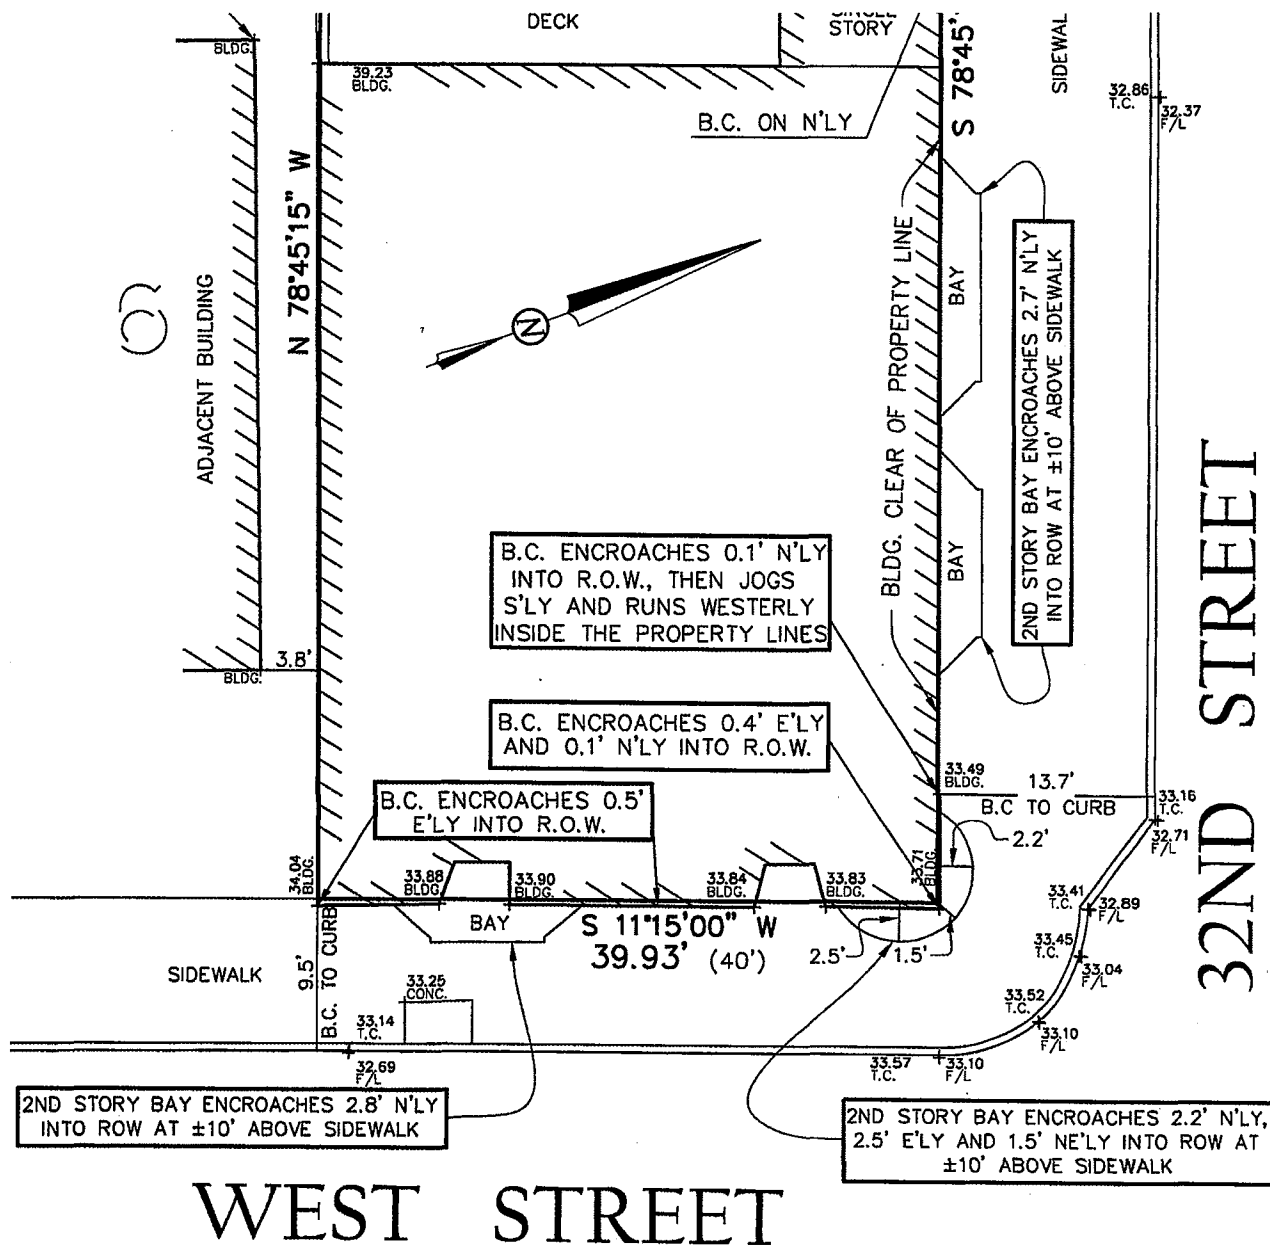 DECK
STORY
SIDEWAL
BLDG.
39.23
BLDG.
S 78°45'
32.86
T.C.
32.37
F/L
B.C. ON N'LY
N 78°45'15" W
ADJACENT BUILDING
N
BLDG. CLEAR OF PROPERTY LINE
BAY
BAY
2ND STORY BAY ENCROACHES 2.7' N'LY
INTO ROW AT ±10' ABOVE SIDEWALK
32ND STREET
B.C. ENCROACHES 0.1' N'LY
INTO R.O.W., THEN JOGS
S'LY AND RUNS WESTERLY
INSIDE THE PROPERTY LINES
3.8'
BLDG.
B.C. ENCROACHES 0.4' E'LY
AND 0.1' N'LY INTO R.O.W.
33.49
BLDG.
13.7'
B.C TO CURB
33.16
T.C.
32.71
F/L
2.2'
B.C. ENCROACHES 0.5'
E'LY INTO R.O.W.
34.04
BLDG.
33.88
BLDG.
33.90
BLDG.
33.84
BLDG.
33.83
BLDG.
33.71
BLDG.
33.41
T.C.
32.89
F/L
BAY
S 11°15'00" W
39.93' (40')
2.5'
1.5'
33.45
T.C.
33.04
F/L
SIDEWALK
9.5'
B.C. TO CURB
33.25
CONC.
33.14
T.C.
32.69
F/L
33.52
T.C.
33.10
F/L
33.57
T.C.
33.10
F/L
2ND STORY BAY ENCROACHES 2.8' N'LY
INTO ROW AT ±10' ABOVE SIDEWALK
2ND STORY BAY ENCROACHES 2.2' N'LY,
2.5' E'LY AND 1.5' NE'LY INTO ROW AT
±10' ABOVE SIDEWALK
WEST STREET